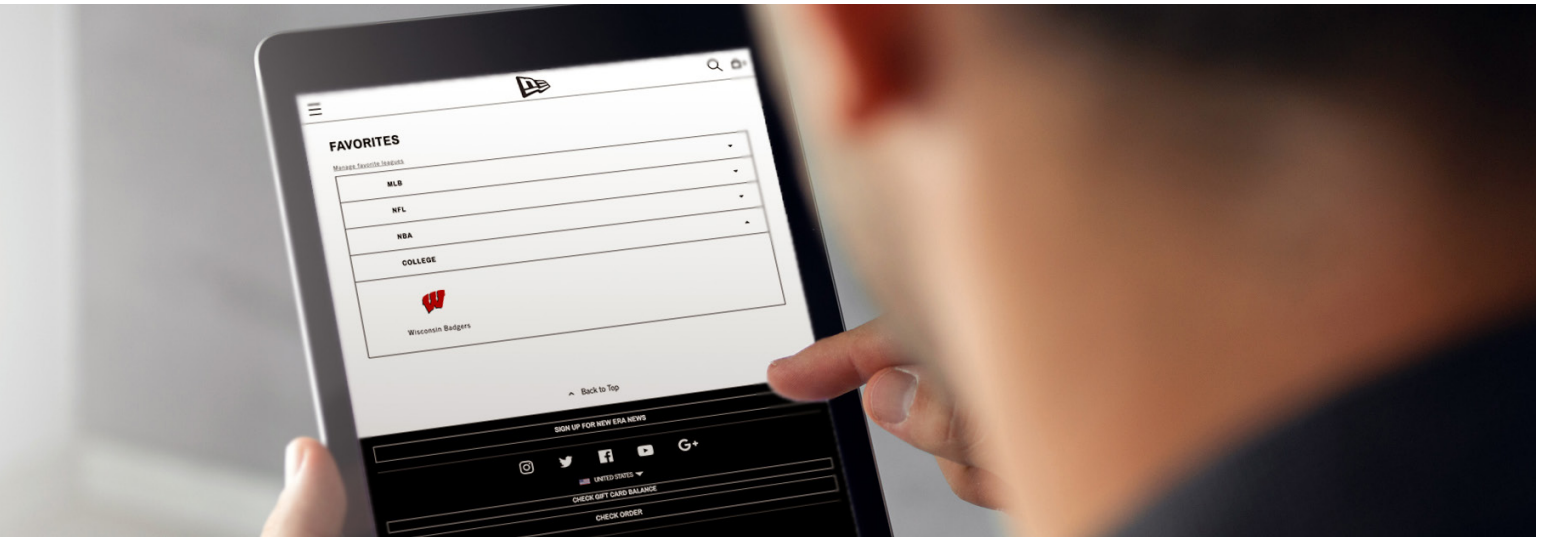 FAVORITES
Manage favorite leagues
MLB
NFL
NBA
COLLEGE
W
Wisconsin Badgers
Back to Top
SIGN UP FOR NEW ERA NEWS
G+
UNITED STATES
CHECK GIFT CARD BALANCE
CHECK ORDER